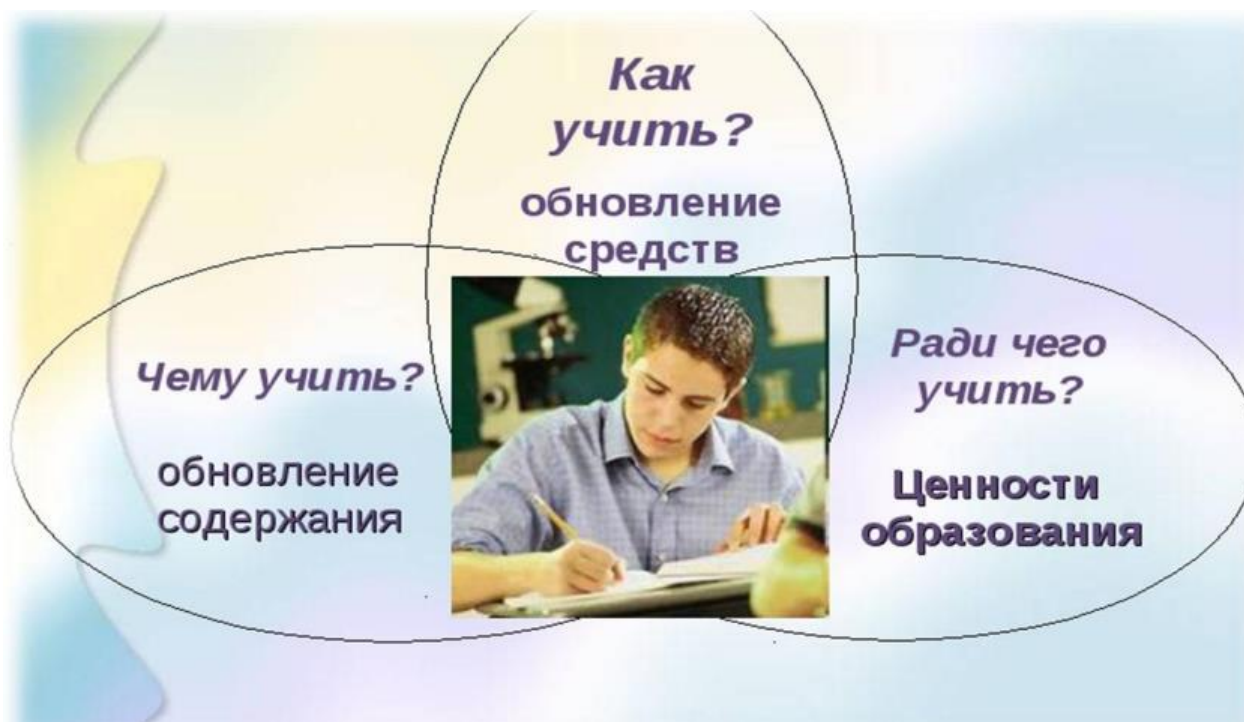 Как
учить?
обновление
средств
Чему учить?
обновление
содержания
Ради чего
учить?
Ценности
образования